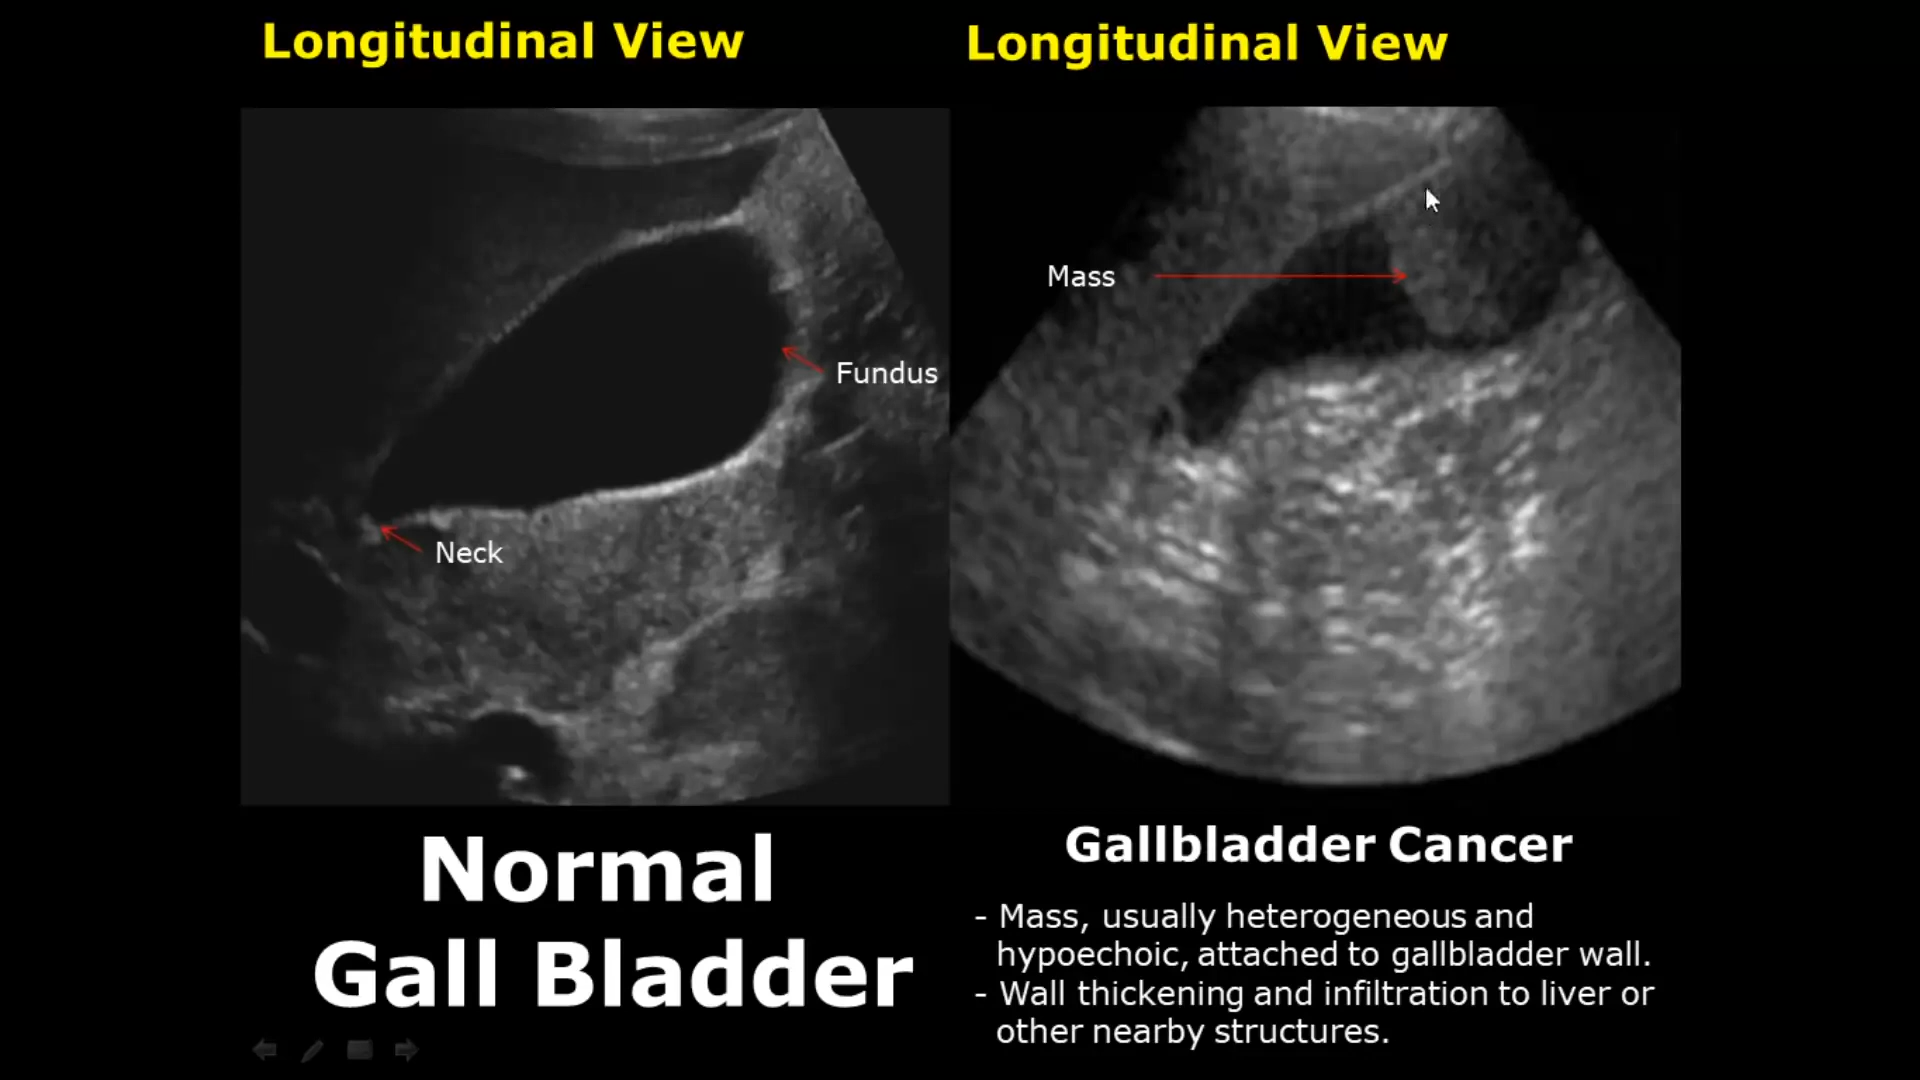 Longitudinal View
Longitudinal View
Mass
Fundus
Neck
Normal
Gall Bladder
Gallbladder Cancer
- Mass, usually heterogeneous and
hypoechoic, attached to gallbladder wall.
- Wall thickening and infiltration to liver or
other nearby structures.